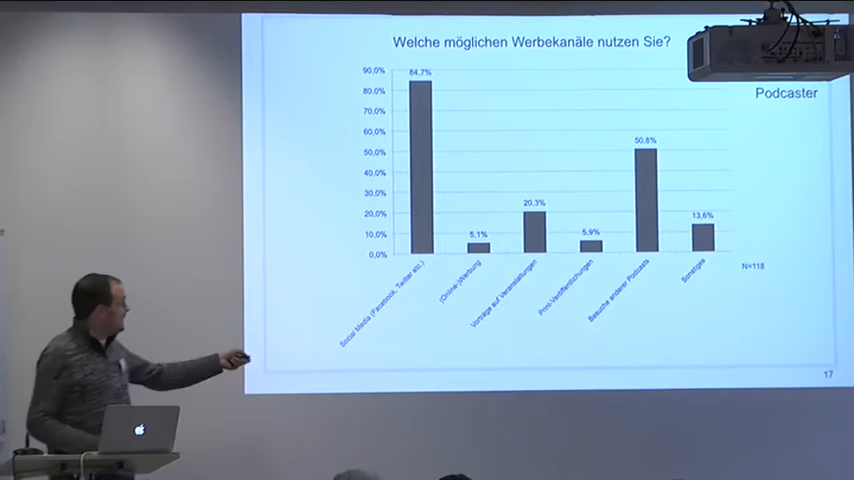 Welche möglichen Werbekanäle nutzen Sie?
Podcaster
90,0%
80,0%
70,0%
60,0%
50,0%
40,0%
30,0%
20,0%
10,0%
0,0%
84,7%
5,1%
20,3%
5,9%
50,8%
13,6%
Social Media (Facebook, Twitter etc.)
(Online-)Werbung
Vorträge auf Veranstaltungen
Print-Veröffentlichungen
Besuche anderer Podcasts
Sonstiges
N=118
17